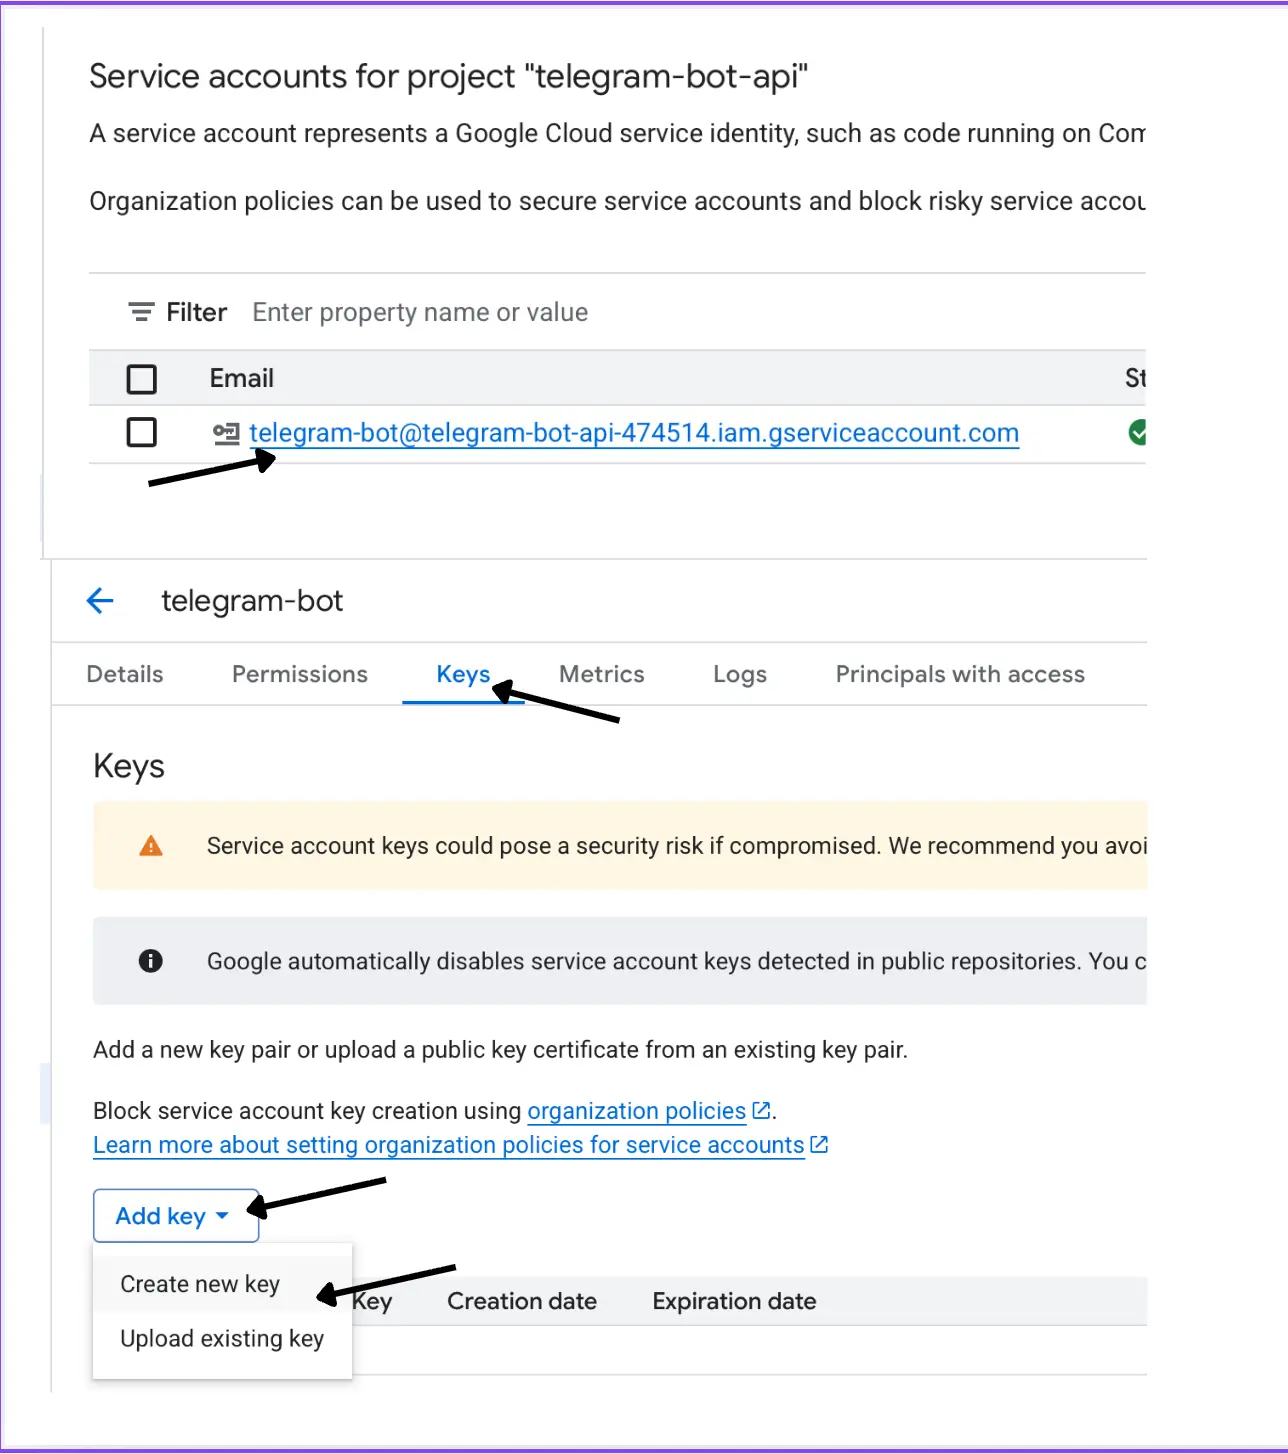 Service accounts for project "telegram-bot-api"
A service account represents a Google Cloud service identity, such as code running on Com
Organization policies can be used to secure service accounts and block risky service accou
Filter Enter property name or value
Email St
telegram-bot@telegram-bot-api-474514.iam.gserviceaccount.com
telegram-bot
Details Permissions Keys Metrics Logs Principals with access
Keys
Service account keys could pose a security risk if compromised. We recommend you avoi
Google automatically disables service account keys detected in public repositories. You c
Add a new key pair or upload a public key certificate from an existing key pair.
Block service account key creation using organization policies.
Learn more about setting organization policies for service accounts
Add key
Create new key
Key Creation date Expiration date
Upload existing key